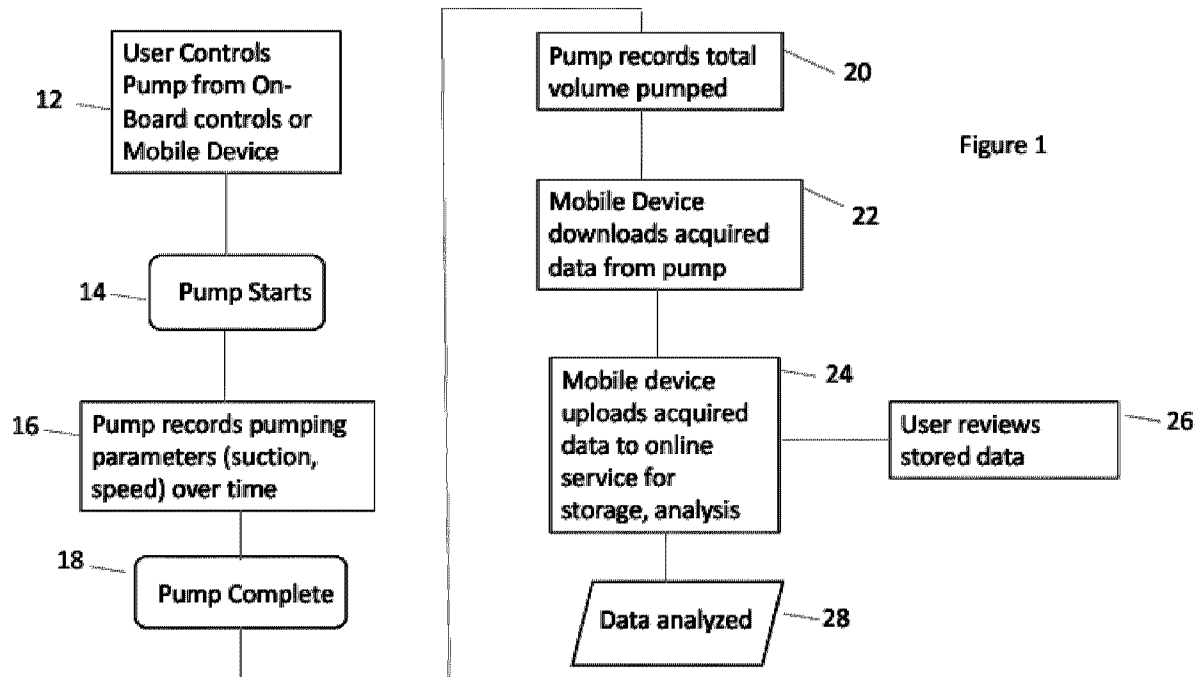 12
User Controls
Pump from On-
Board controls or
Mobile Device
14
Pump Starts
16
Pump records pumping
parameters (suction,
speed) over time
18
Pump Complete
Pump records total
volume pumped
20
Figure 1
Mobile Device
downloads acquired
data from pump
22
Mobile device
uploads acquired
data to online
service for
storage, analysis
24
User reviews
stored data
26
Data analyzed
28